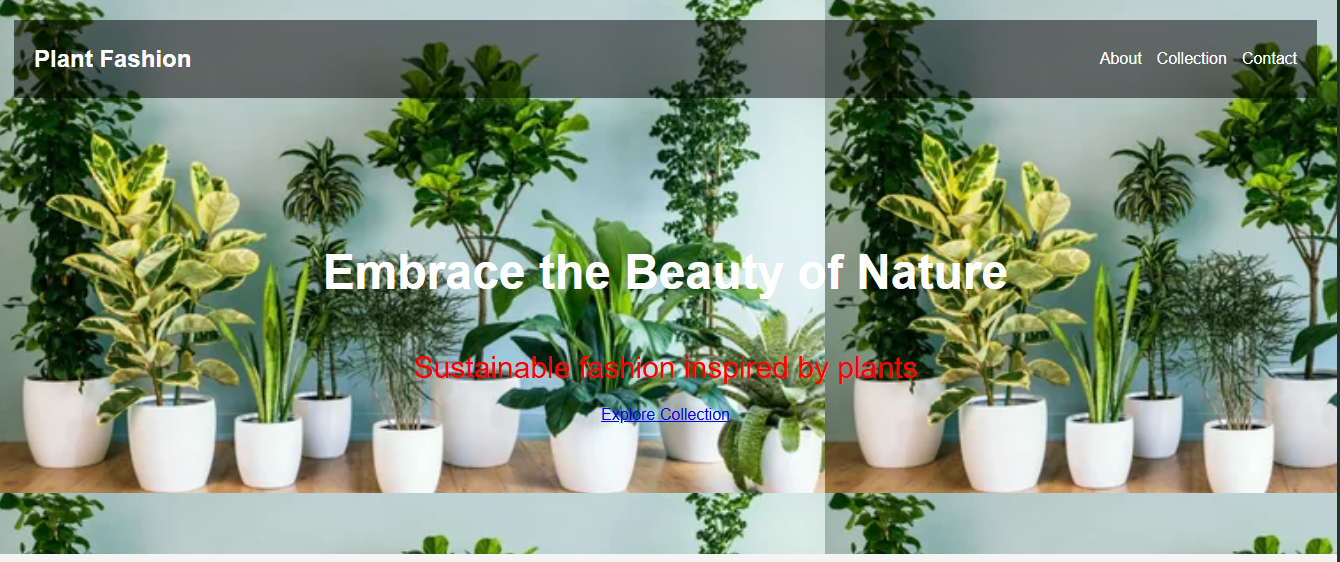 Plant Fashion
About Collection Contact
Embrace the Beauty of Nature
Sustainable fashion inspired by plants
Explore Collection